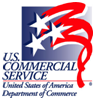 U.S.
COMMERCIAL
SERVICE
United States of America
Department of Commerce